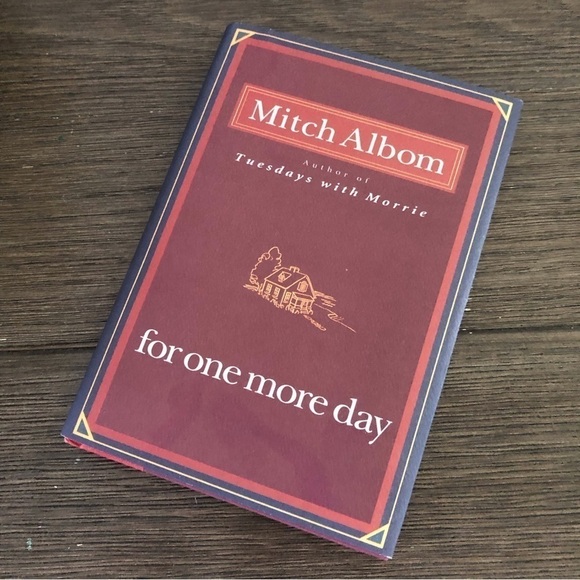 Mitch Albom
Author of
Tuesdays with Morrie
for one more day